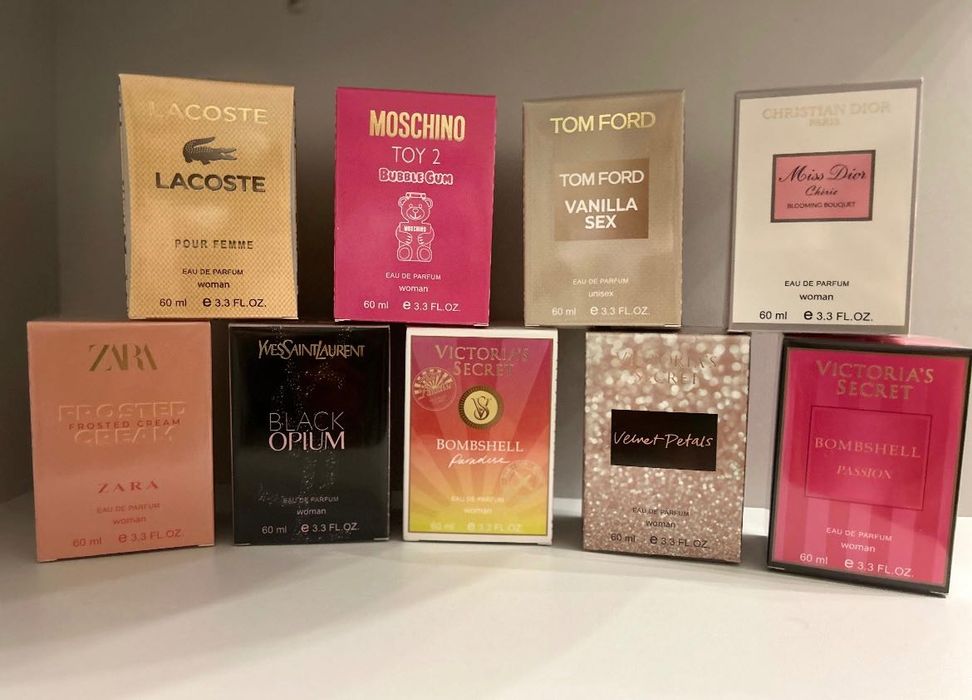 LACOSTE
LACOSTE
POUR FEMME
EAU DE PARFUM
woman
60 ml e 3.3 FL.OZ.
MOSCHINO
TOY 2
BUBBLE GUM
MOSCHINO
EAU DE PARFUM
woman
60 ml e 3.3 FL.OZ.
TOM FORD
TOM FORD
VANILLA
SEX
EAU DE PARFUM
unisex
60 ml e 3.3 FL.OZ.
CHRISTIAN DIOR
PARIS
Miss Dior
Chérie
BLOOMING BOUQUET
EAU DE PARFUM
woman
60 ml e 3.3 FL.OZ.
ZARA
FROSTED
FROSTED CREAM
CREAM
ZARA
EAU DE PARFUM
woman
60 ml e 3.3 FL.OZ.
YVESSAINTLAURENT
BLACK
OPIUM
EAU DE PARFUM
woman
60 ml e 3.3 FL.OZ.
VICTORIA'S
SECRET
VS
BOMBSHELL
Paradise
EAU DE PARFUM
woman
60 ml e 3.3 FL.OZ.
VICTORIA'S
SECRET
Velvet Petals
EAU DE PARFUM
woman
60 ml e 3.3 FL.OZ.
VICTORIA'S
SECRET
BOMBSHELL
PASSION
EAU DE PARFUM
woman
60 ml e 3.3 FL.OZ.